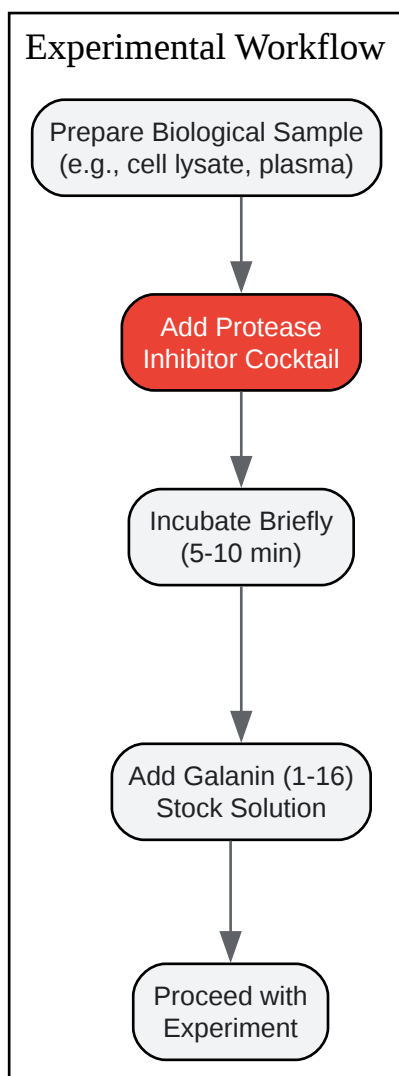 Experimental Workflow
Prepare Biological Sample
(e.g., cell lysate, plasma)
Add Protease
Inhibitor Cocktail
Incubate Briefly
(5-10 min)
Add Galanin (1-16)
Stock Solution
Proceed with
Experiment